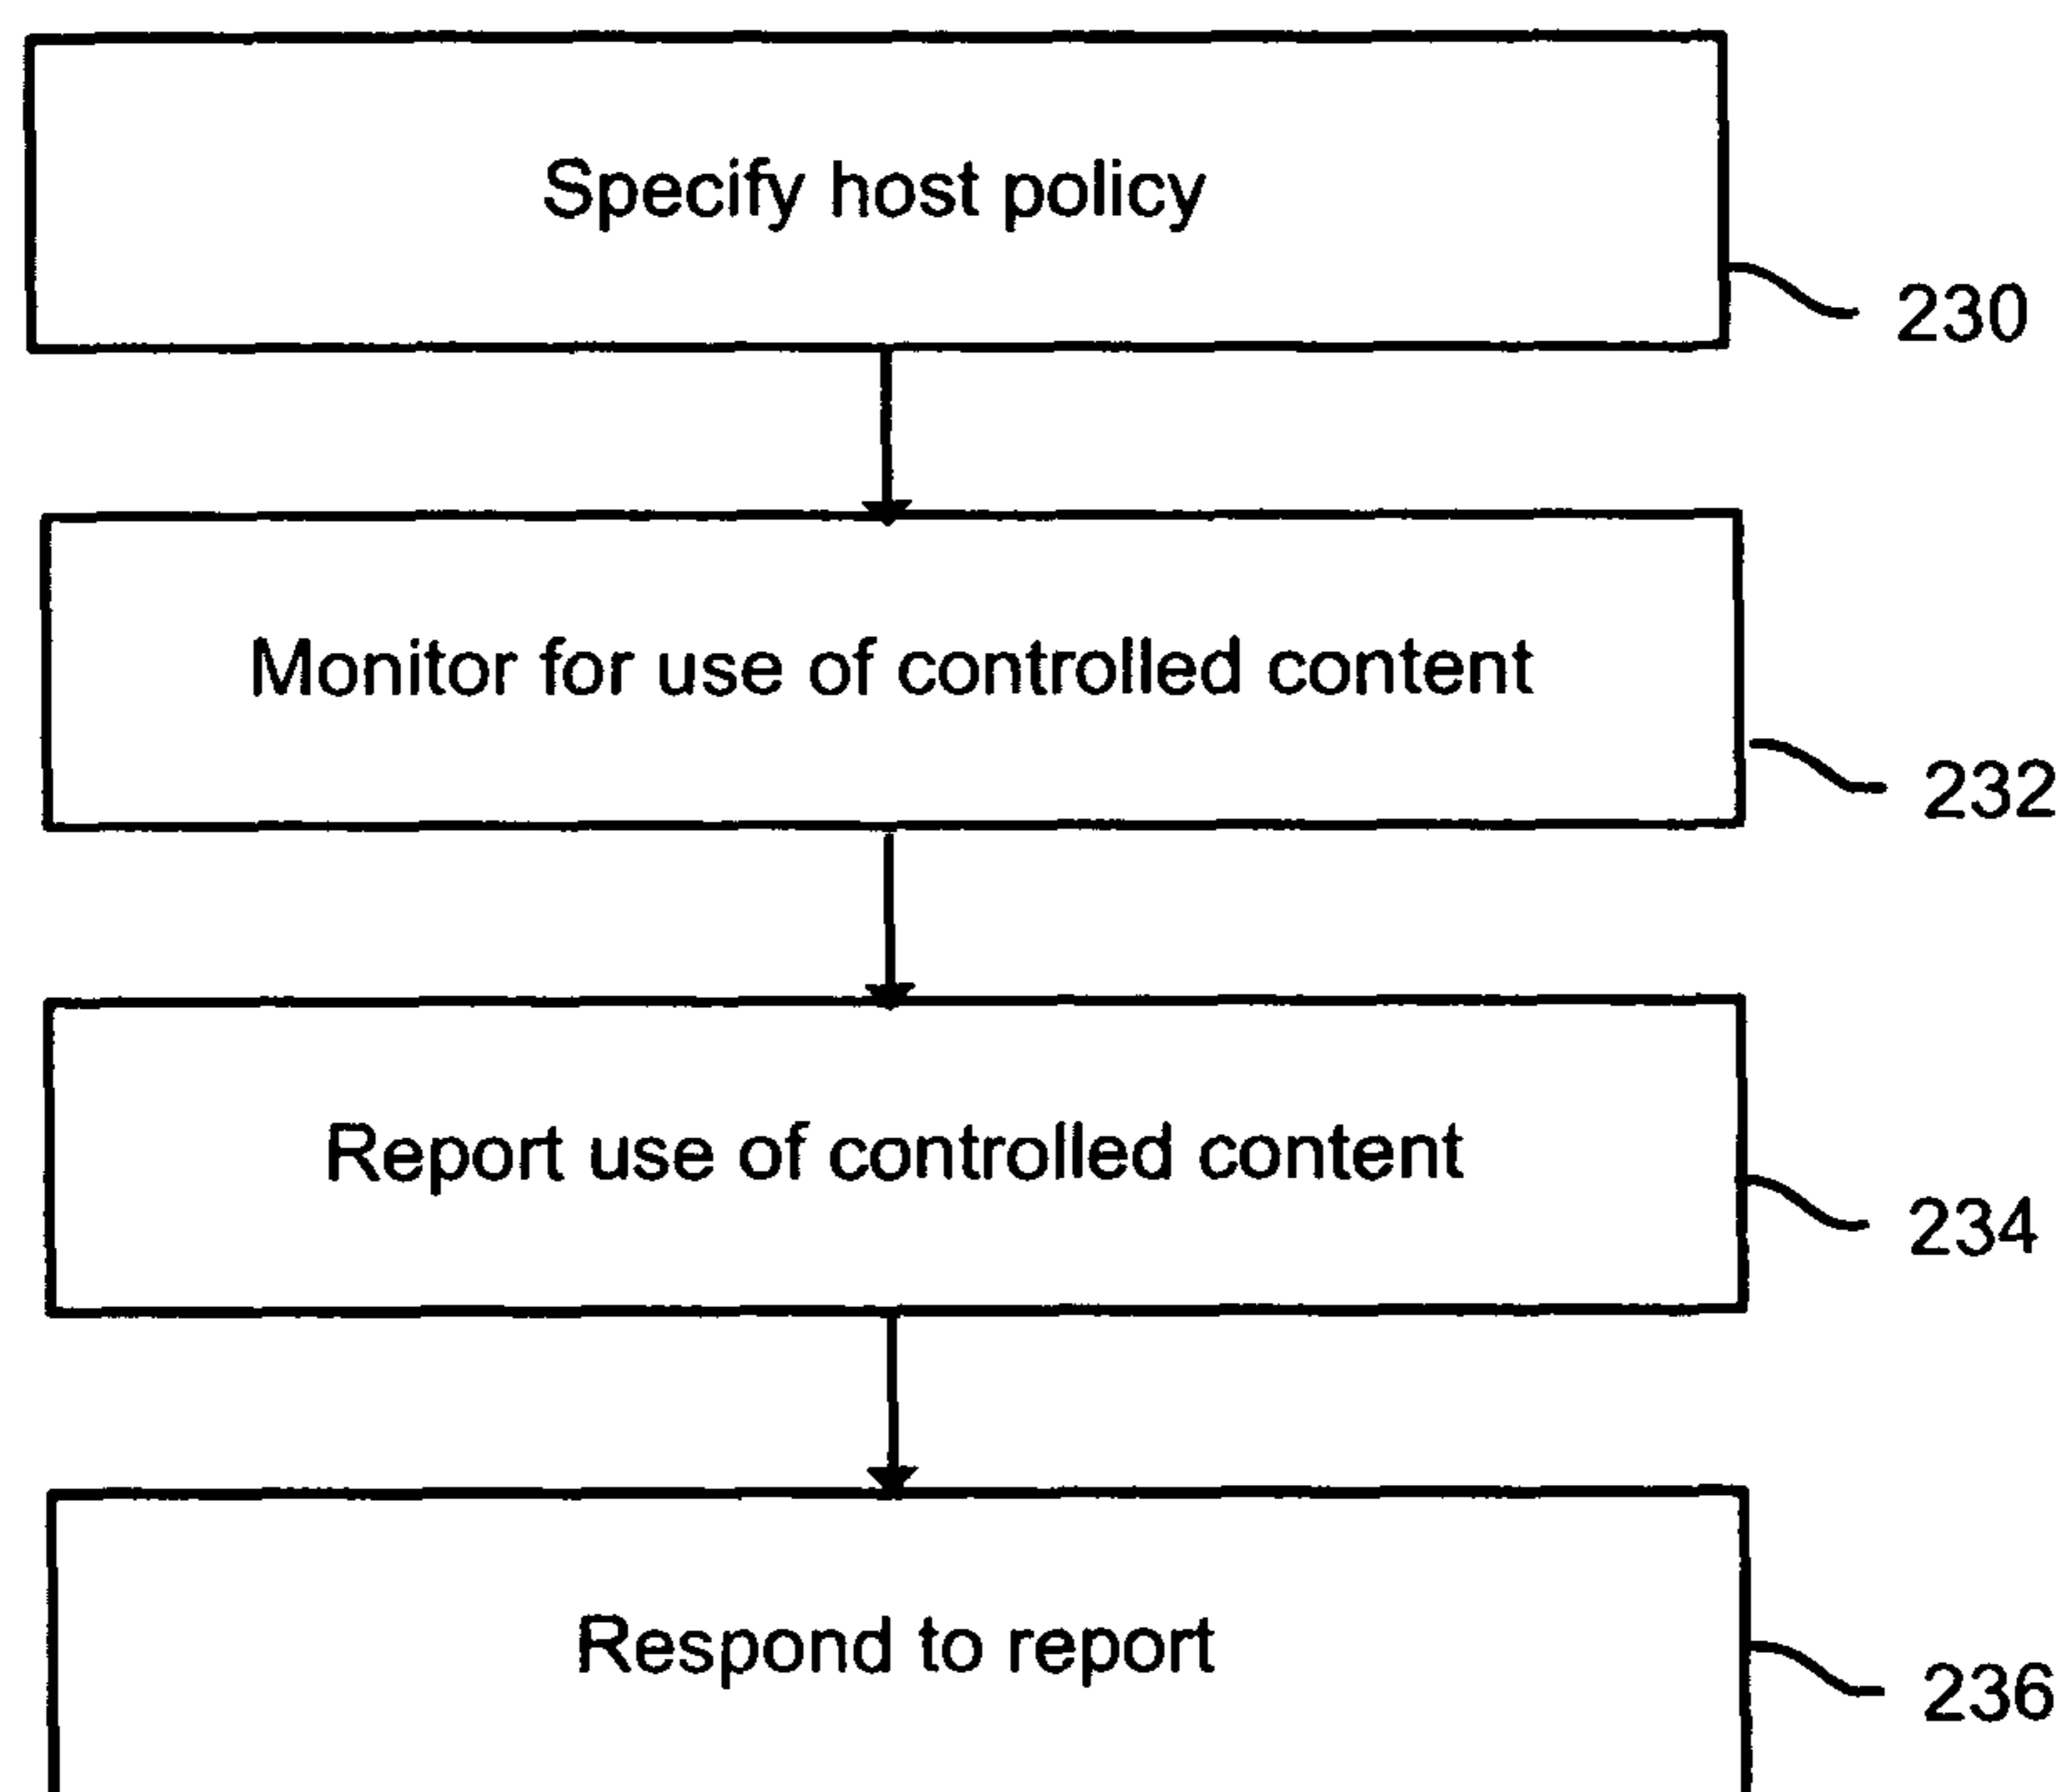 Specify host policy
230
Monitor for use of controlled content
232
Report use of controlled content
234
Respond to report
236